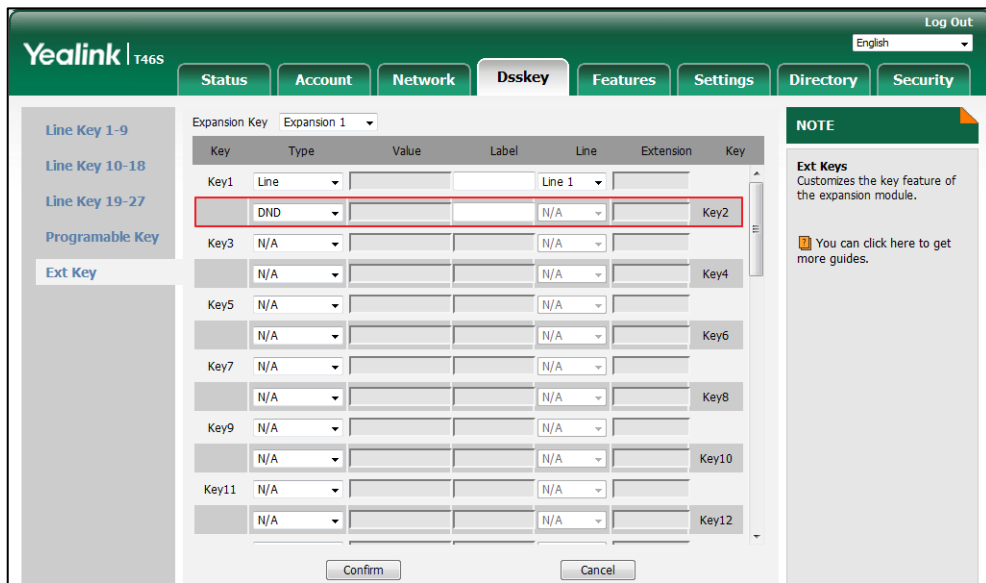 Log Out
Yealink T46S
English
Status Account Network Dsskey Features Settings Directory Security
Line Key 1-9
Line Key 10-18
Line Key 19-27
Programable Key
Ext Key
Expansion Key Expansion 1
Key Type Value Label Line Extension Key
Key1 Line Line 1
DND N/A Key2
Key3 N/A N/A
N/A N/A Key4
Key5 N/A N/A
N/A N/A Key6
Key7 N/A N/A
N/A N/A Key8
Key9 N/A N/A
N/A N/A Key10
Key11 N/A N/A
N/A N/A Key12
Confirm Cancel
NOTE
Ext Keys
Customizes the key feature of
the expansion module.
You can click here to get
more guides.